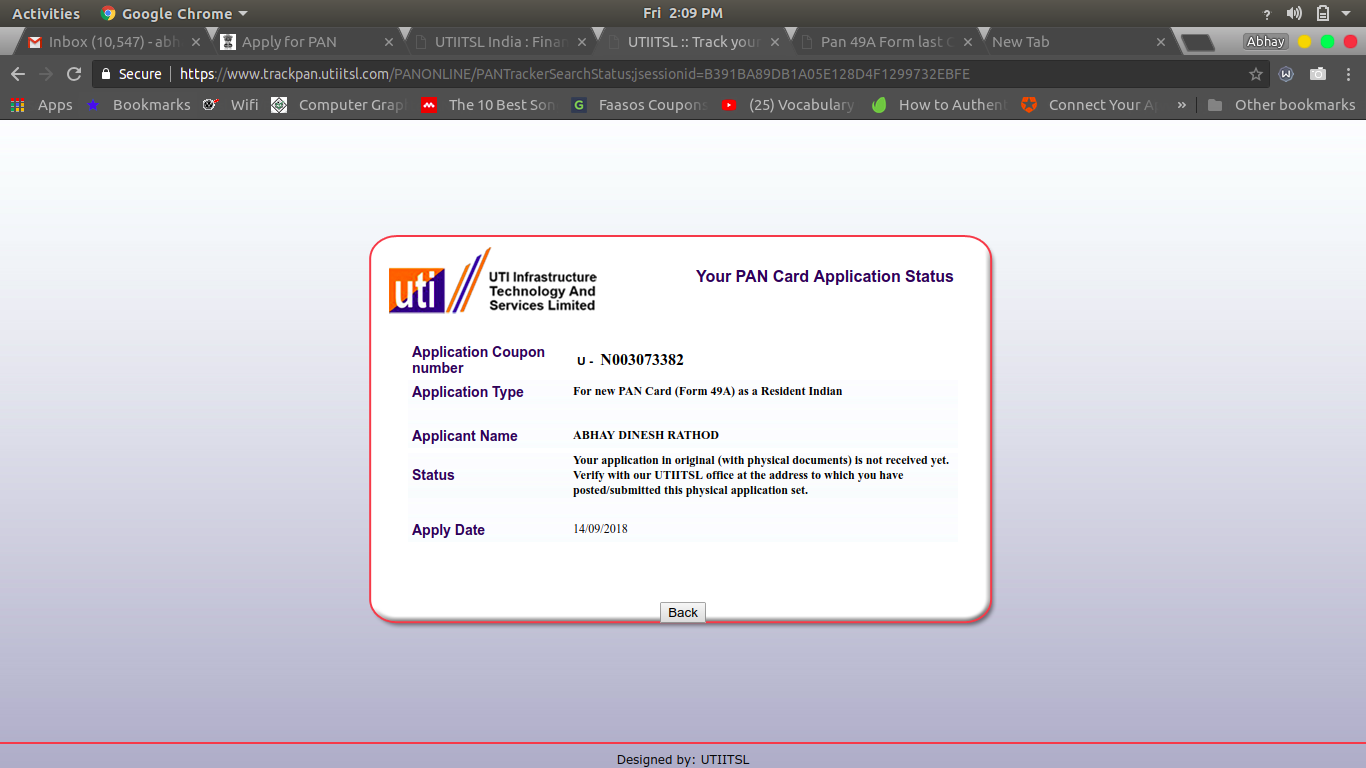 Activities Google Chrome Fri 2:09 PM ?
Inbox (10,547) - abh Apply for PAN UTIITSL India : Finan UTIITSL :: Track your Pan 49A Form last C New Tab Abhay
Secure https://www.trackpan.utiitsl.com/PANONLINE/PANTrackerSearchStatus;jsessionid=B391BA89DB1A05E128D4F1299732EBFE
Apps Bookmarks Wifi Computer Grap The 10 Best Son G Faasos Coupons (25) Vocabulary How to Authent Connect Your A » Other bookmarks
uti
UTI Infrastructure
Technology And
Services Limited
Your PAN Card Application Status
Application Coupon
number
U - N003073382
Application Type For new PAN Card (Form 49A) as a Resident Indian
Applicant Name ABHAY DINESH RATHOD
Status
Your application in original (with physical documents) is not received yet.
Verify with our UTIITSL office at the address to which you have
posted/submitted this physical application set.
Apply Date 14/09/2018
Back
Designed by: UTIITSL